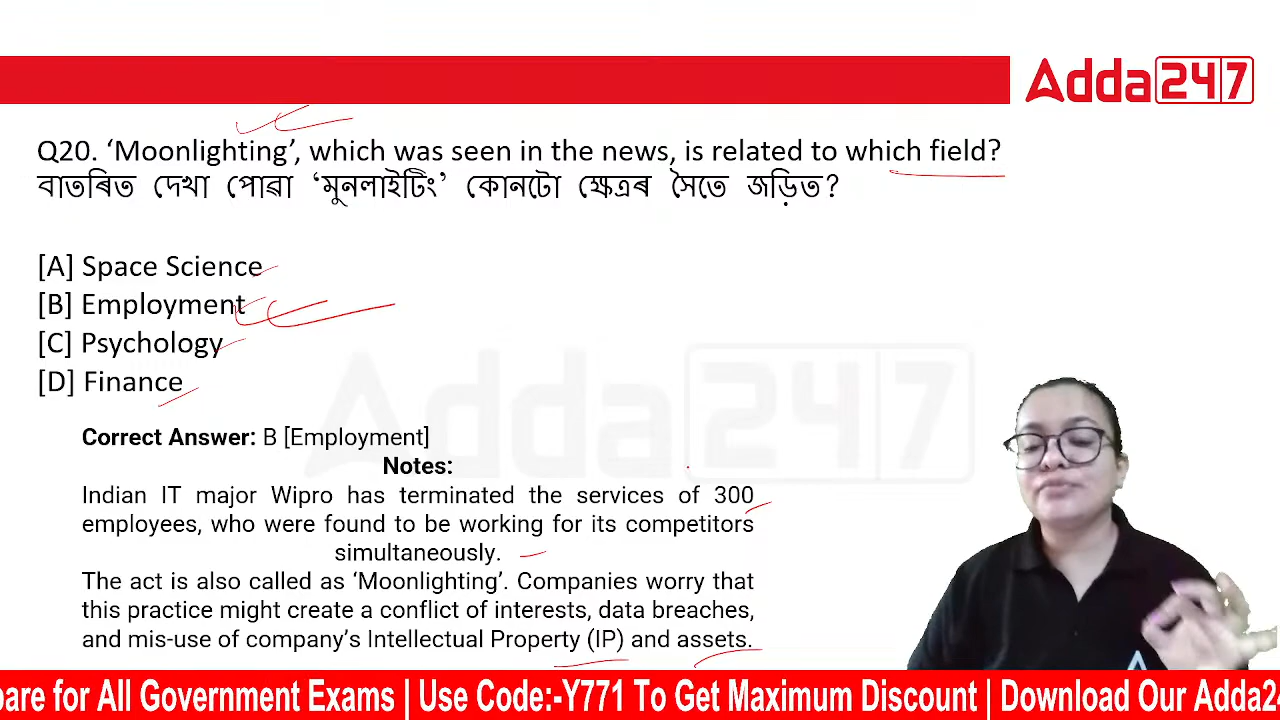 Adda247
Q20. ‘Moonlighting’, which was seen in the news, is related to which field?
বাতৰিত দেখা পোৱা ‘মুনলাইটিং’ কোনটো ক্ষেত্ৰৰ সৈতে জড়িত?
[A] Space Science
[B] Employment
[C] Psychology
[D] Finance
Adda247
Correct Answer: B [Employment]
Notes:
Indian IT major Wipro has terminated the services of 300
employees, who were found to be working for its competitors
simultaneously.
The act is also called as ‘Moonlighting’. Companies worry that
this practice might create a conflict of interests, data breaches,
and mis-use of company’s Intellectual Property (IP) and assets.
pare for All Government Exams | Use Code:-Y771 To Get Maximum Discount | Download Our Adda2